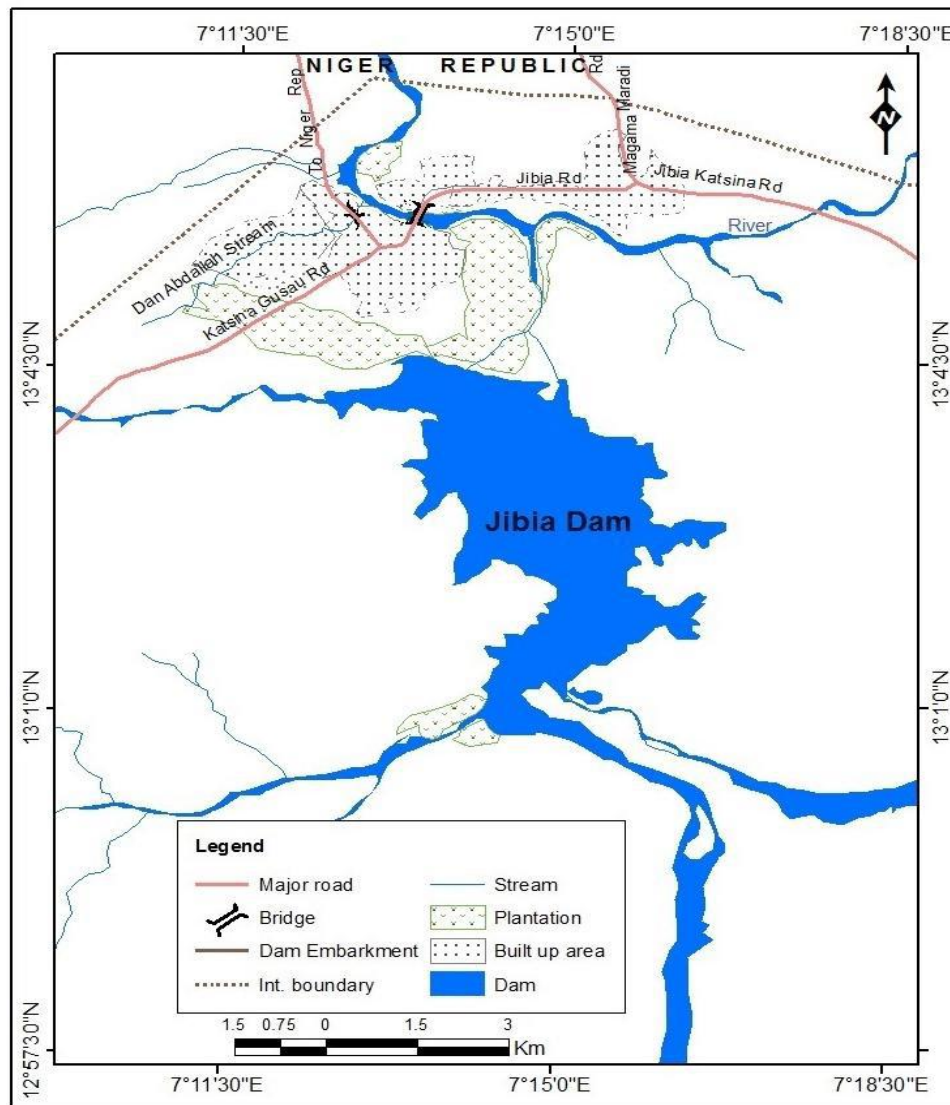 7°11'30"E 7°15'0"E 7°18'30"E
NIGER REPUBLIC
To Niger Rep
Magama Maradi Rd
N
Jibia Rd
Jibia Katsina Rd
River
Dan Abdallah Stream
Katsina Gusau Rd
13°4'30"N 13°4'30"N
Jibia Dam
13°1'0"N 13°1'0"N
Legend
Major road
Stream
Bridge
Plantation
Dam Embarkment
Built up area
Int. boundary
Dam
1.5 0.75 0 1.5 3
Km
12°57'30"N
7°11'30"E 7°15'0"E 7°18'30"E